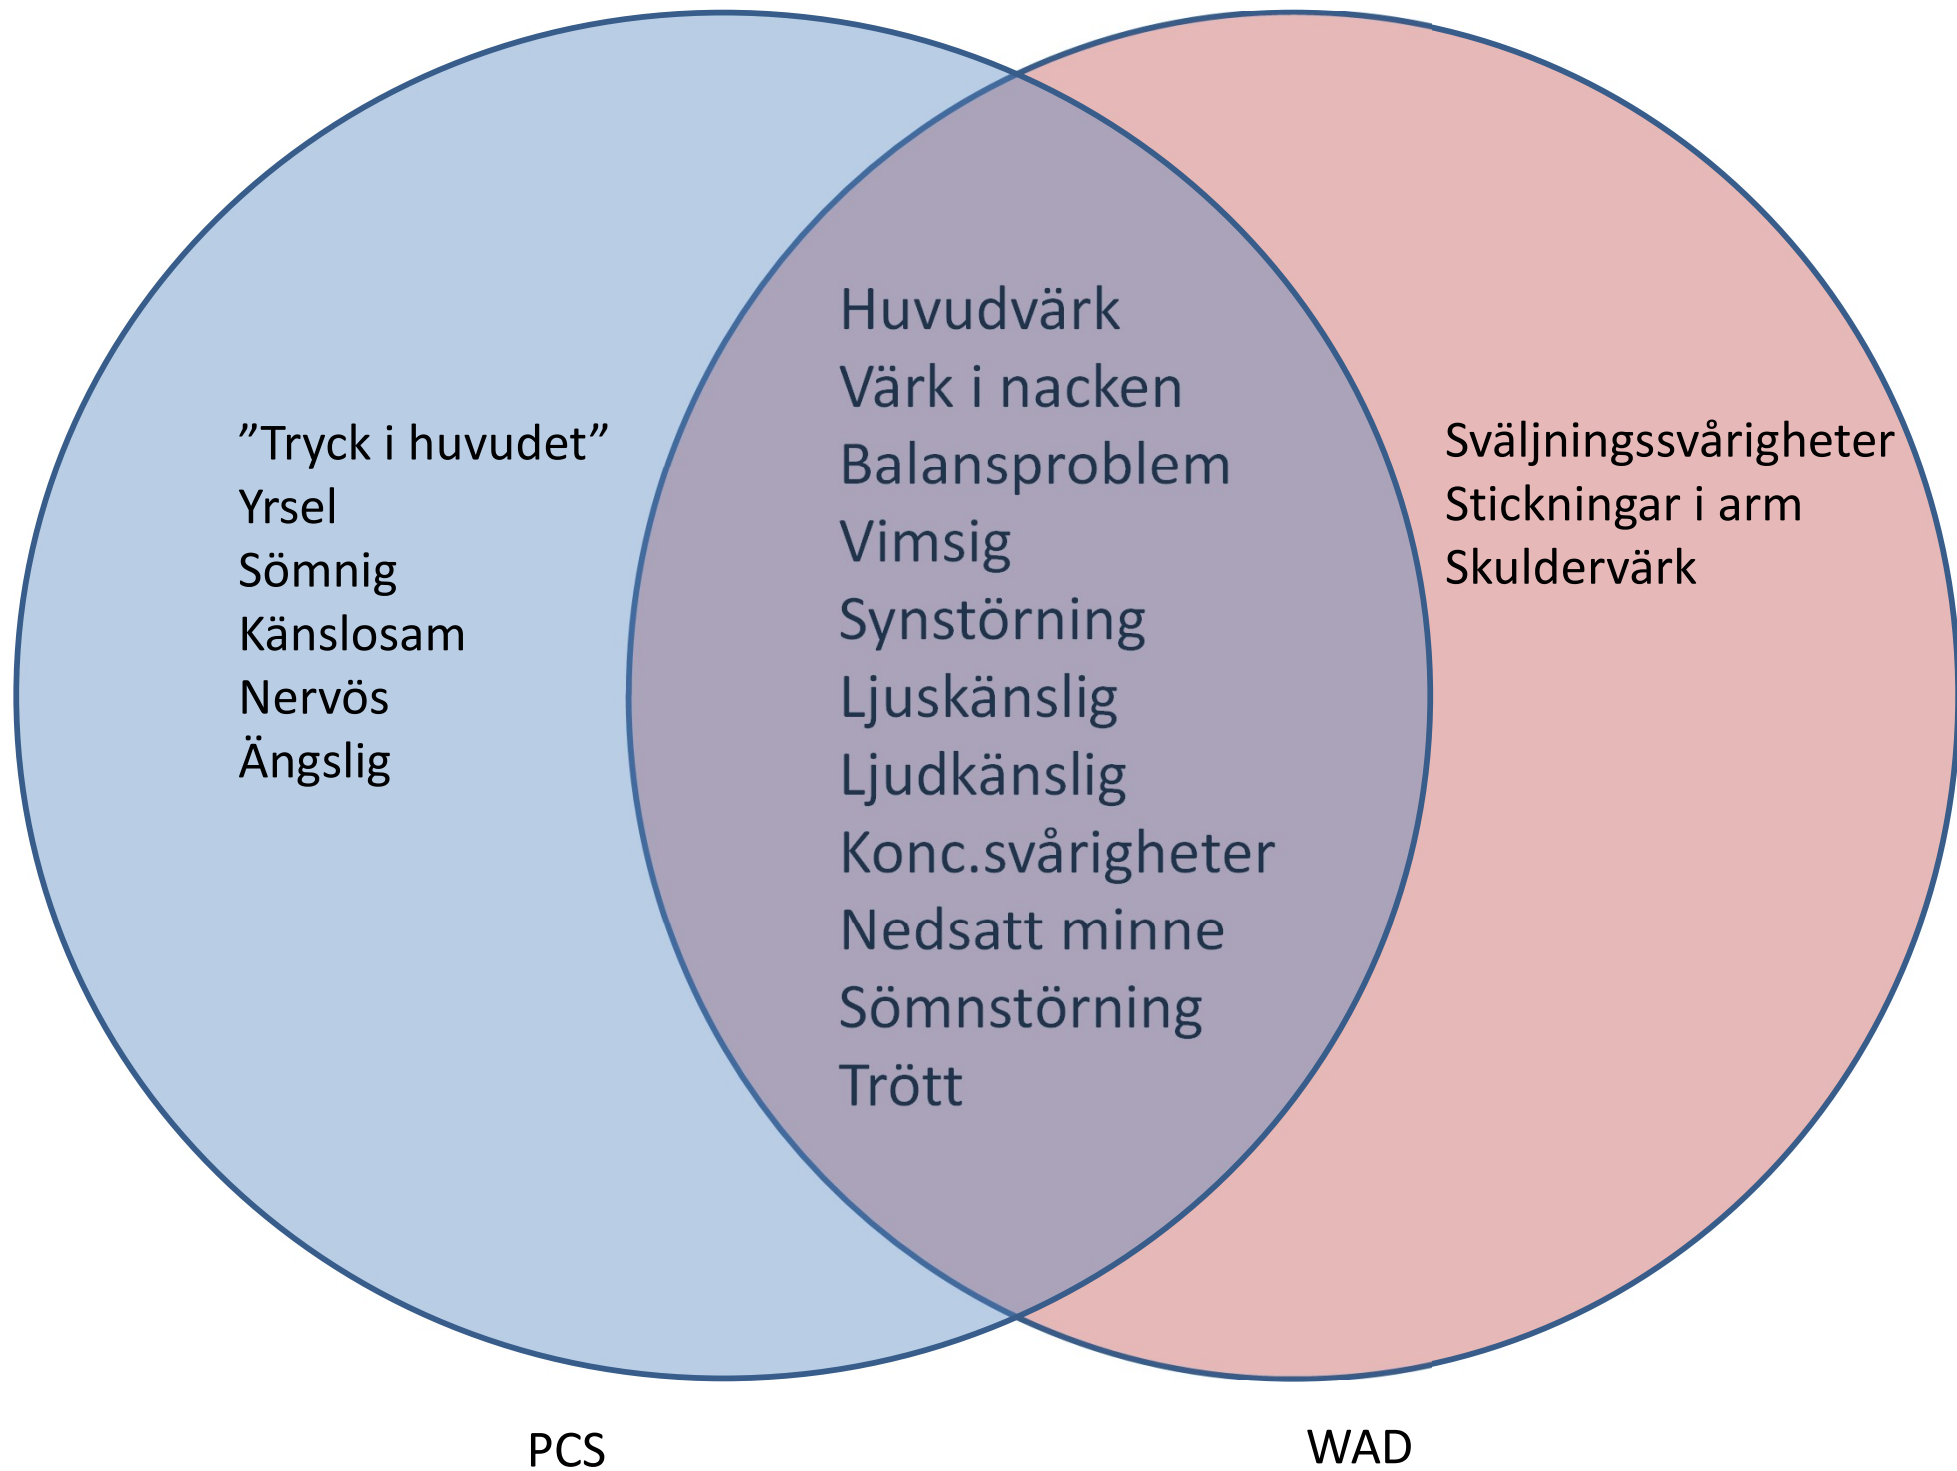 ”Tryck i huvudet”
Yrsel
Sömnig
Känslosam
Nervös
Ängslig
Huvudvärk
Värk i nacken
Balansproblem
Vimsig
Synstörning
Ljuskänslig
Ljudkänslig
Konc.svårigheter
Nedsatt minne
Sömnstörning
Trött
Sväljningssvårigheter
Stickningar i arm
Skuldervärk
PCS
WAD